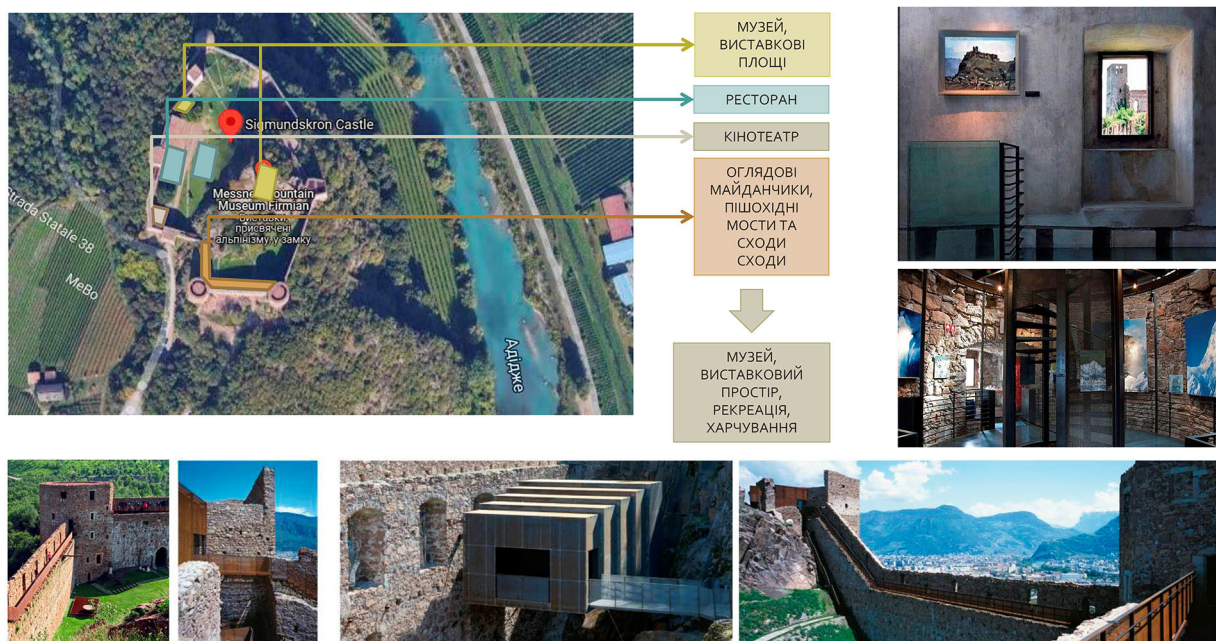 МУЗЕЙ,
ВИСТАВКОВІ
ПЛОЩІ
РЕСТОРАН
КІНОТЕАТР
ОГЛЯДОВІ
МАЙДАНЧИКИ,
ПІШОХІДНІ
МОСТИ ТА
СХОДИ
СХОДИ
МУЗЕЙ,
ВИСТАВКОВИЙ
ПРОСТІР,
РЕКРЕАЦІЯ,
ХАРЧУВАННЯ
Sigmundskron Castle
Messner Mountain
Museum Firmian
Виставки,
присвячені
альпінізму у замку
Strada Statale 38
MeBo
Адідже